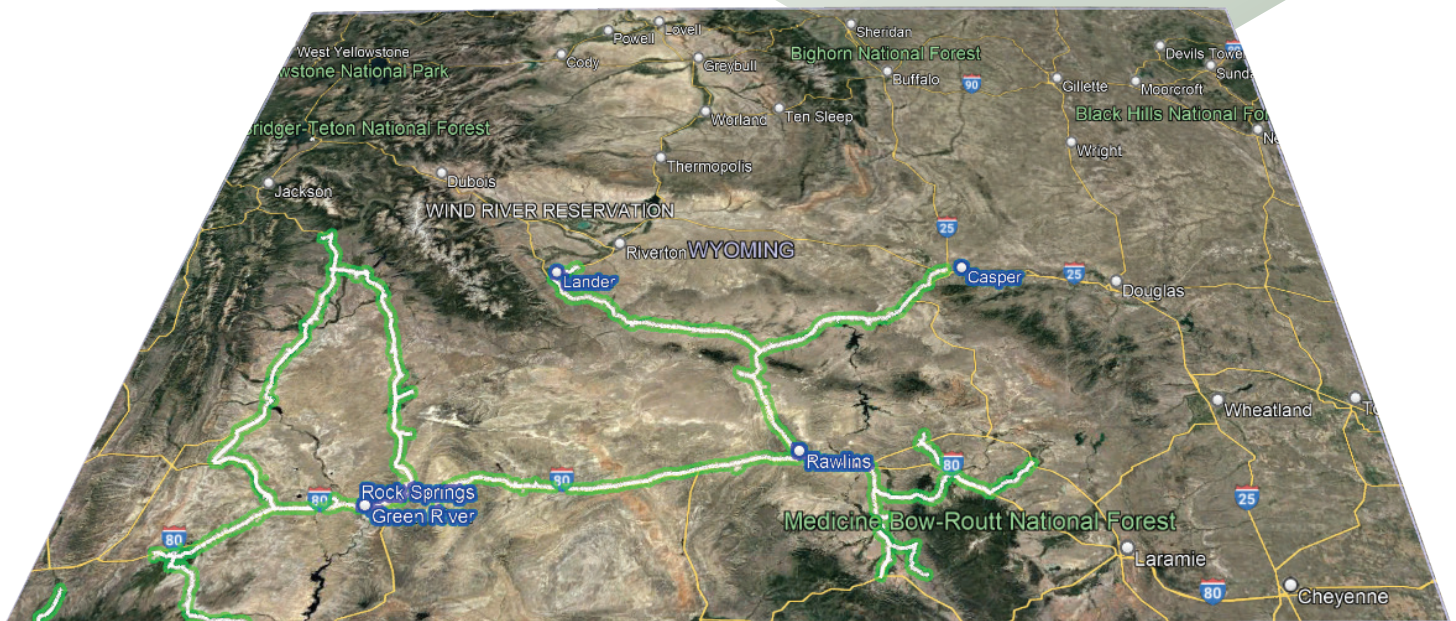 Lovell
Powell
Sheridan
West Yellowstone
Bighorn National Forest
Devils Towe
90
Cody
Greybull
wstone National Park
Sunda
Buffalo
90
Gillette
Moorcroft
Worland
Ten Sleep
Black Hills National Fo
ridger-Teton National Forest
Wright
Thermopolis
Dubois
Jackson
WIND RIVER RESERVATION
25
Riverton
WYOMING
Lander
Casper
25
Douglas
Wheatland
To
Rawlins
80
80
Rock Springs
80
25
Green River
Medicine Bow-Routt National Forest
80
Laramie
80
Cheyenne